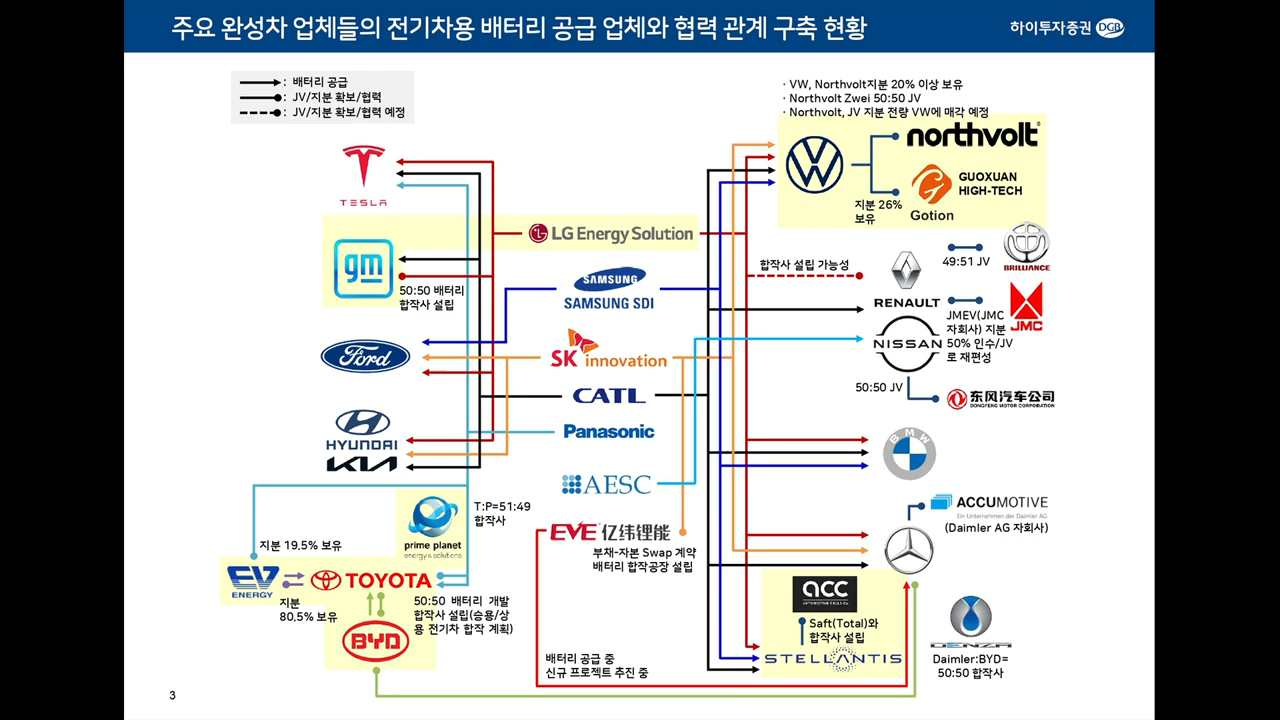 주요 완성차 업체들의 전기차용 배터리 공급 업체와 협력 관계 구축 현황
하이투자증권 DGB
: 배터리 공급
: JV/지분 확보/협력
: JV/지분 확보/협력 예정
· VW, Northvolt지분 20% 이상 보유
· Northvolt Zwei 50:50 JV
· Northvolt, JV 지분 전량 VW에 매각 예정
TESLA
northvolt
GUOXUAN
HIGH-TECH
지분 26%
보유
Gotion
LG Energy Solution
gm
50:50 배터리
합작사 설립
SAMSUNG
SAMSUNG SDI
합작사 설립 가능성
RENAULT
49:51 JV
BRILLIANCE
JMC
JMEV(JMC
자회사) 지분
50% 인수/JV
로 재편성
Ford
SK innovation
NISSAN
50:50 JV
东风汽车公司
DONGFENG MOTOR CORPORATION
CATL
HYUNDAI
KIA
Panasonic
BMW
AESC
T:P=51:49
합작사
prime planet
energy & solutions
EVE 亿纬锂能
부채-자본 Swap 계약
배터리 합작공장 설립
ACCUMOTIVE
Ein Unternehmen der Daimler AG
(Daimler AG 자회사)
지분 19.5% 보유
EV
ENERGY
TOYOTA
지분
80.5% 보유
50:50 배터리 개발
합작사 설립(승용/상
용 전기차 합작 계획)
BYD
acc
AUTOMOTIVE CELLS Co
Saft(Total)와
합작사 설립
STELLANTIS
DENZA
Daimler:BYD=
50:50 합작사
배터리 공급 중
신규 프로젝트 추진 중
3